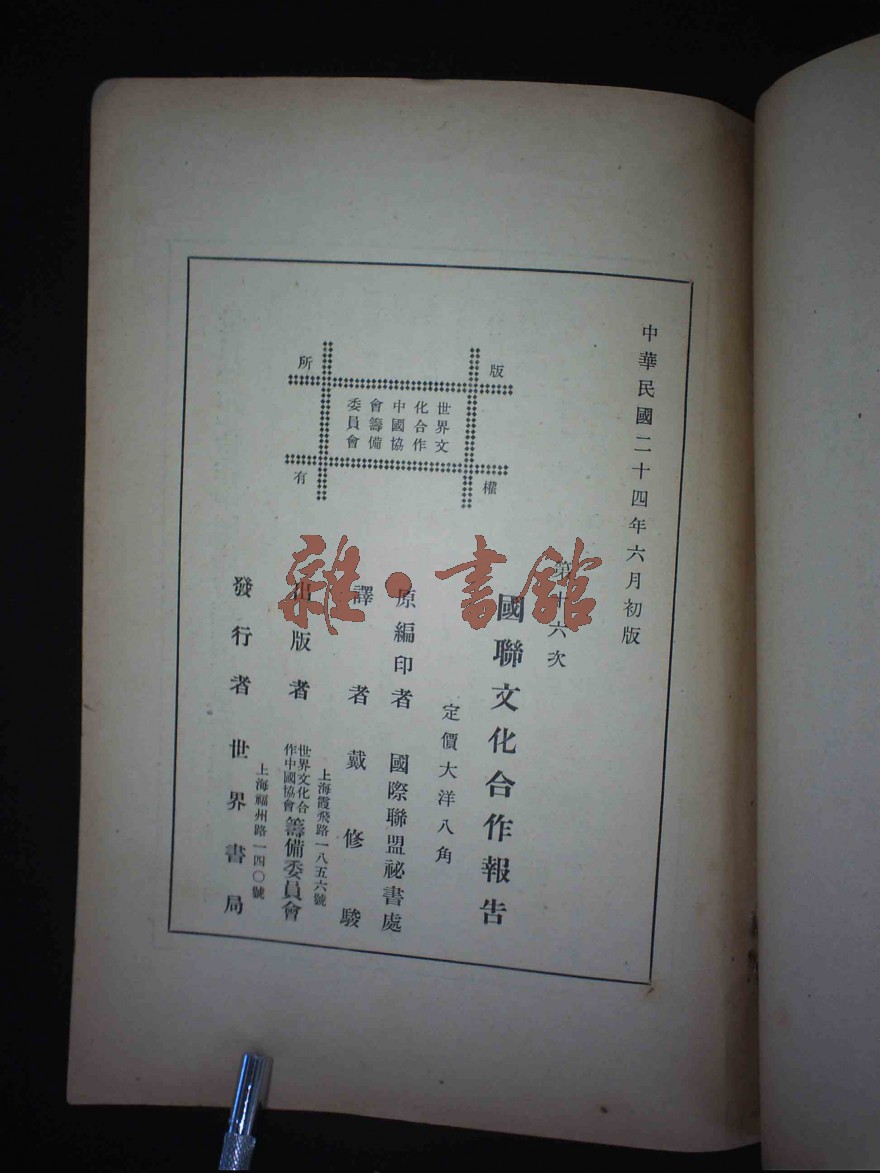 中華民國二十四年六月初版
第十六次
國聯文化合作報告
定價大洋八角
原編印者 國際聯盟祕書處
譯者 戴修駿
上海霞飛路一八五六號
出版者 世界文化合作中國協會籌備委員會
上海福州路一四〇號
發行者 世界書局
版權所有
世界文
化合作
中國協
會籌備
委員會
雜·書館